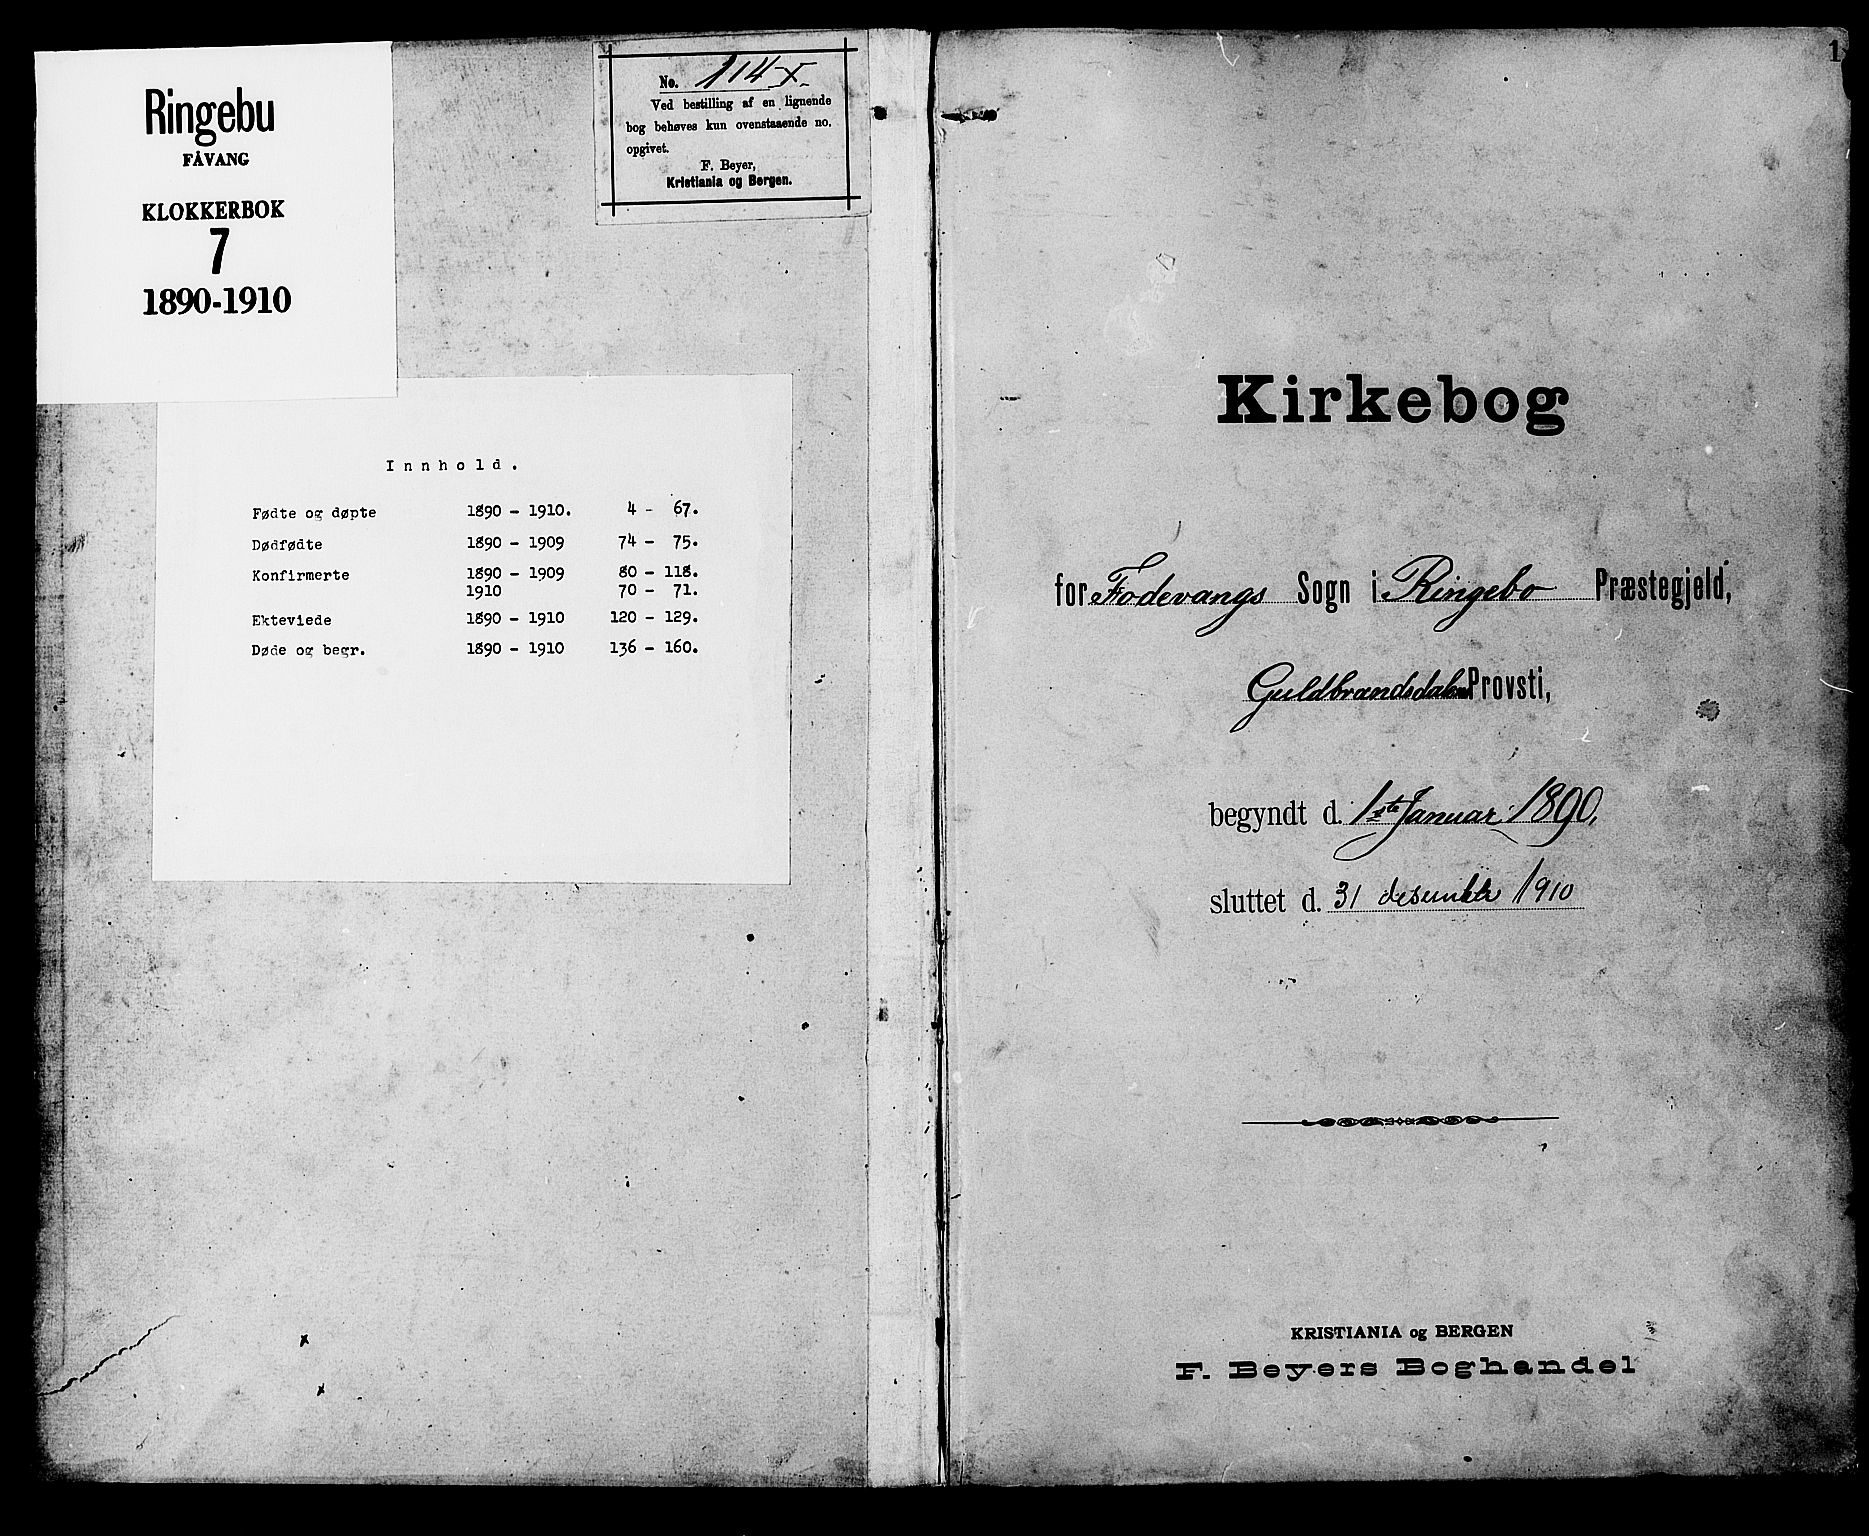 Ringebu
FÅVANG
KLOKKERBOK
7
1890-1910
No. 114 x.
Ved bestilling af en lignende
bog behøves kun ovenstaaende no.
opgivet.
F. Beyer,
Kristiania og Bergen.
Innhold.
Fødte og døpte 1890 - 1910. 4 - 67.
Dødfødte 1890 - 1909 74 - 75.
Konfirmerte 1890 - 1909 80 - 118.
1910 70 - 71.
Ekteviede 1890 - 1910 120 - 129.
Døde og begr. 1890 - 1910 136 - 160.
1
Kirkebog
for Fodevangs Sogn i Ringebo Præstegjeld,
Guldbrandsdalens Provsti,
begyndt d. 1ste Januar 1890,
sluttet d. 31 desember 1910
KRISTIANIA og BERGEN
F. Beyers Boghandel